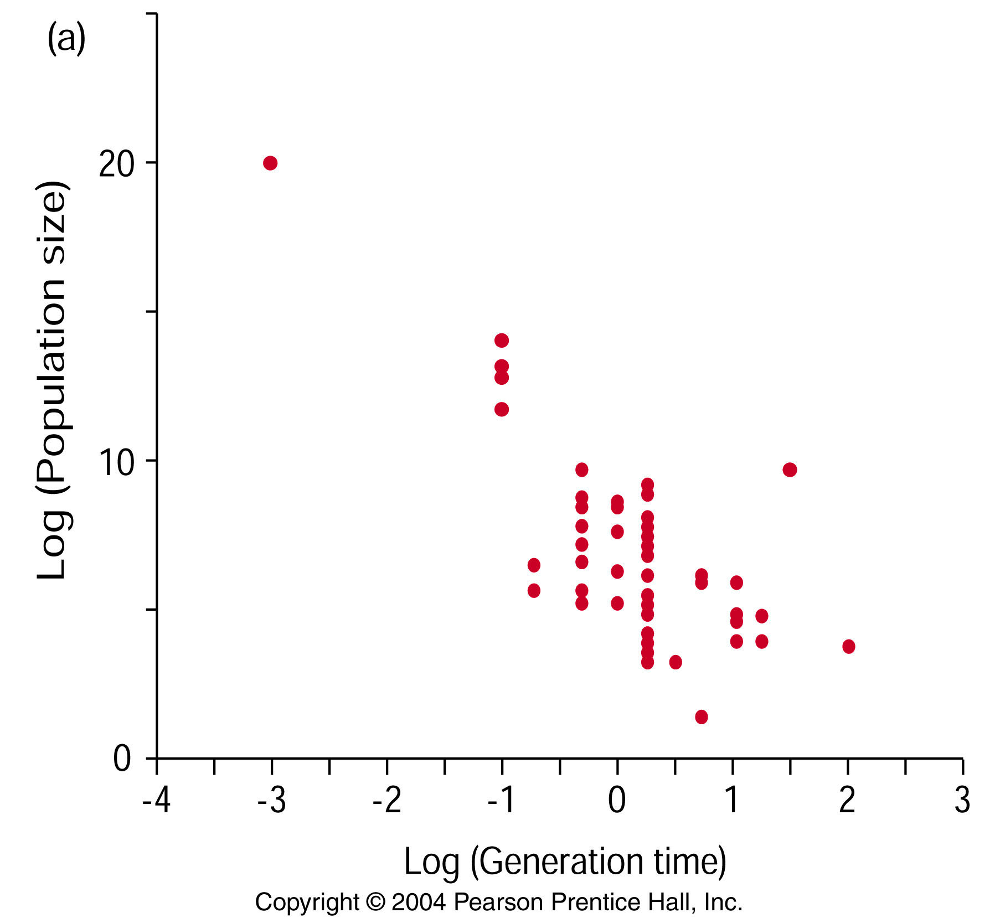 (a)
Log (Population size)
20
10
0
-4 -3 -2 -1 0 1 2 3
Log (Generation time)
Copyright © 2004 Pearson Prentice Hall, Inc.